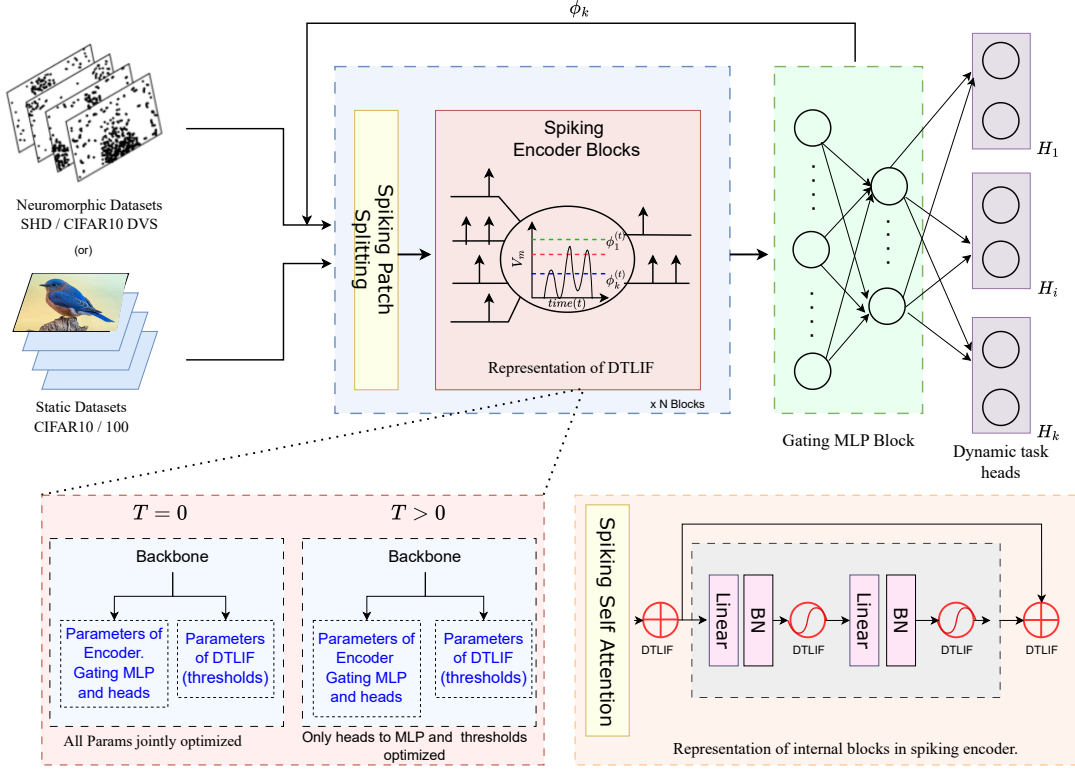 ϕ_k
Neuromorphic Datasets
SHD / CIFAR10 DVS
(or)
Static Datasets
CIFAR10 / 100
Spiking Patch
Splitting
Spiking
Encoder Blocks
V_m
ϕ_1^{(t)}
ϕ_k^{(t)}
time(t)
Representation of DTLIF
x N Blocks
Gating MLP Block
H_1
H_i
H_k
Dynamic task
heads
T = 0
Backbone
Parameters of
Encoder.
Gating MLP
and heads
Parameters
of DTLIF
(thresholds)
All Params jointly optimized
T > 0
Backbone
Parameters of
Encoder
Gating MLP
and heads
Parameters
of DTLIF
(thresholds)
Only heads to MLP and thresholds
optimized
Spiking Self Attention
DTLIF
Linear
BN
DTLIF
Linear
BN
DTLIF
DTLIF
Representation of internal blocks in spiking encoder.